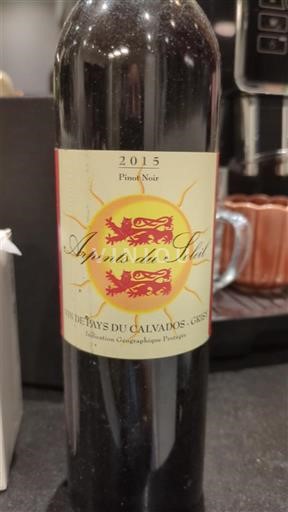 2015
Pinot Noir
Arpents du Soleil
VIN DE PAYS DU CALVADOS - GRISY
Indication Géographique Protégée